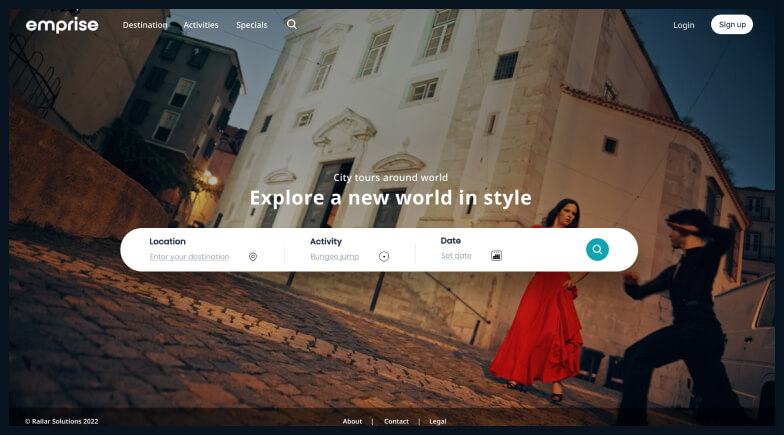 emprise
Destination Activities Specials
Login Sign up
City tours around world
Explore a new world in style
Location Activity Date
Enter your destination Bungee jump Set date
© Railar Solutions 2022 About | Contact | Legal